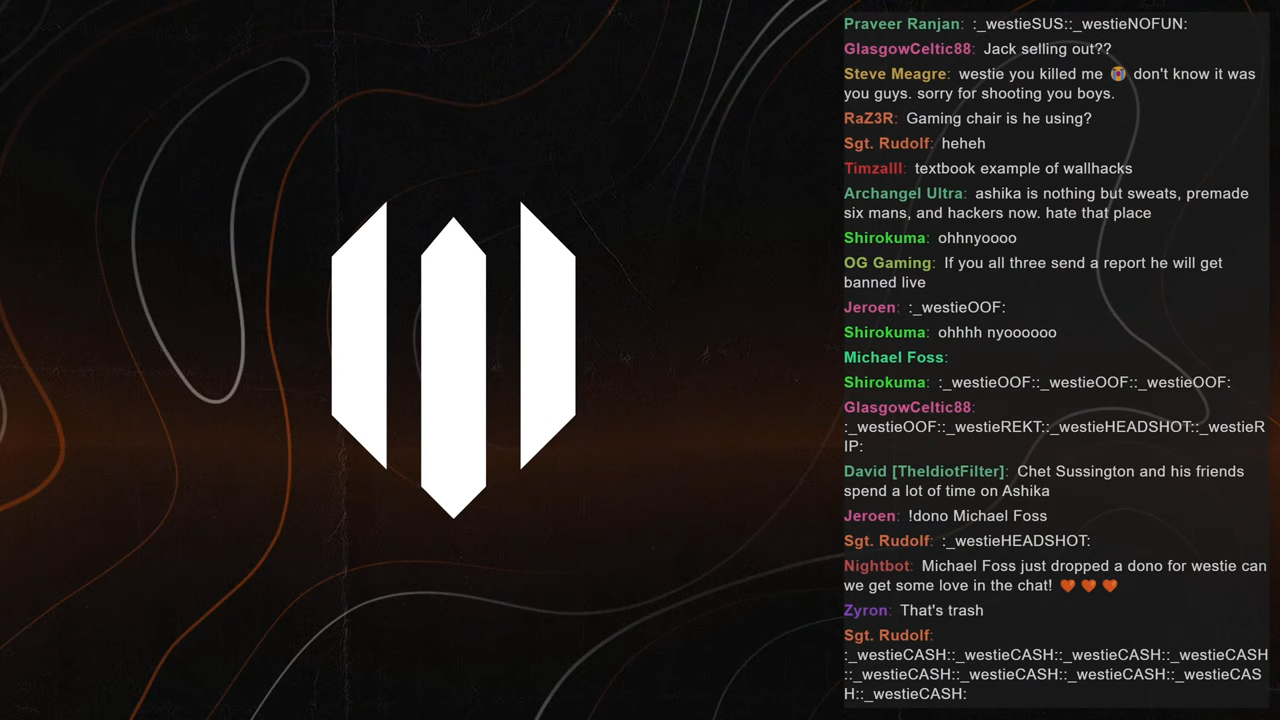 Praveer Ranjan: :_westieSUS::_westieNOFUN:
GlasgowCeltic88: Jack selling out??
Steve Meagre: westie you killed me 😭 don't know it was
you guys. sorry for shooting you boys.
RaZ3R: Gaming chair is he using?
Sgt. Rudolf: heheh
Timzalll: textbook example of wallhacks
Archangel Ultra: ashika is nothing but sweats, premade
six mans, and hackers now. hate that place
Shirokuma: ohhnyoooo
OG Gaming: If you all three send a report he will get
banned live
Jeroen: :_westieOOF:
Shirokuma: ohhhh nyoooooo
Michael Foss:
Shirokuma: :_westieOOF::_westieOOF::_westieOOF:
GlasgowCeltic88:
:_westieOOF::_westieREKT::_westieHEADSHOT::_westieR
IP:
David [TheIdiotFilter]: Chet Sussington and his friends
spend a lot of time on Ashika
Jeroen: !dono Michael Foss
Sgt. Rudolf: :_westieHEADSHOT:
Nightbot: Michael Foss just dropped a dono for westie can
we get some love in the chat! 🧡 🧡 🧡
Zyron: That's trash
Sgt. Rudolf:
:_westieCASH::_westieCASH::_westieCASH::_westieCASH
::_westieCASH::_westieCASH::_westieCASH::_westieCAS
H::_westieCASH: